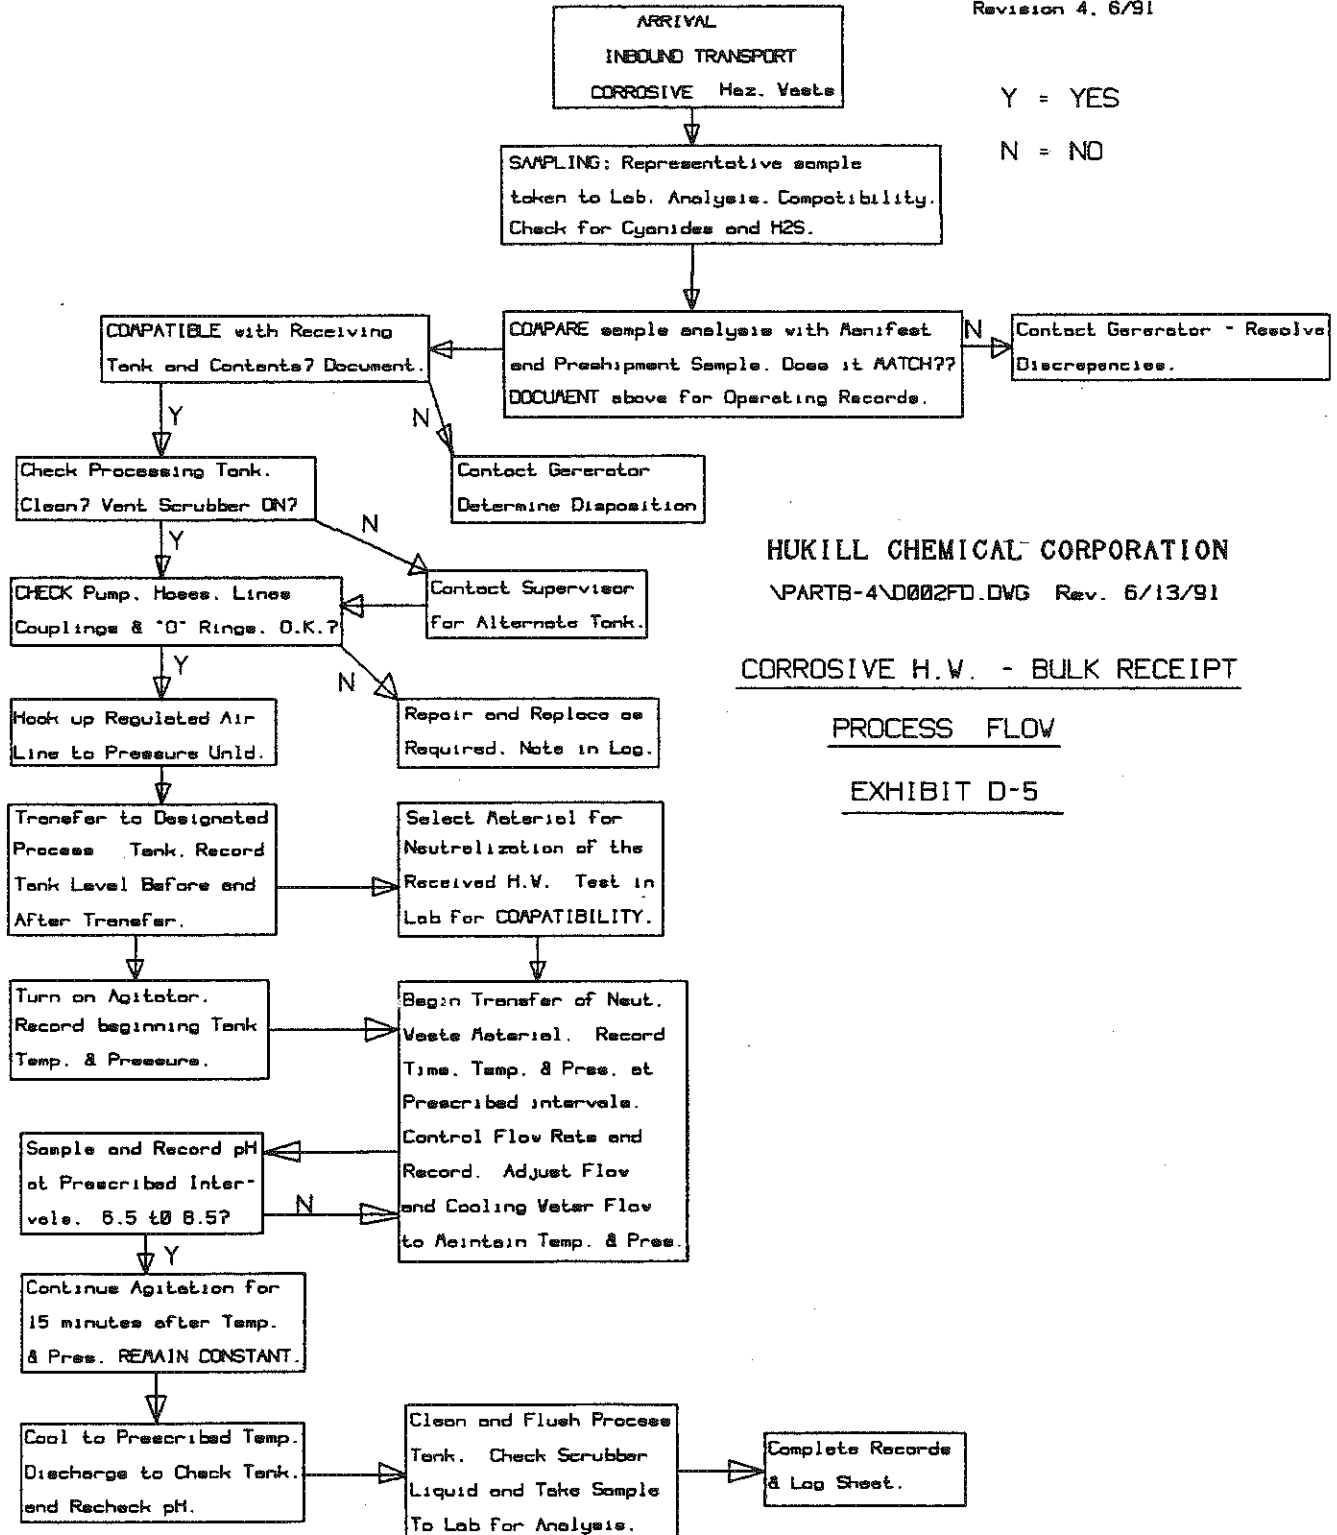 Revision 4, 6/91
ARRIVAL
INBOUND TRANSPORT
CORROSIVE Haz. Waste
Y = YES
N = NO
SAMPLING: Representative sample
taken to Lab. Analysis. Compatibility.
Check for Cyanides and H2S.
COMPATIBLE with Receiving
Tank and Contents? Document.
COMPARE sample analysis with Manifest
and Preshipment Sample. Does it MATCH??
DOCUMENT above for Operating Records.
N
Contact Gererator - Resolve
Discrepencies.
Y
N
Check Processing Tank.
Clean? Vent Scrubber ON?
Contact Gererator
Determine Disposition
Y
N
HUKILL CHEMICAL CORPORATION
\PARTB-4\D002FD.DWG Rev. 6/13/91
CORROSIVE H.W. - BULK RECEIPT
PROCESS FLOW
EXHIBIT D-5
CHECK Pump, Hoses, Lines
Couplings & "O" Rings. O.K.?
Contact Supervisor
for Alternate Tank.
Y
N
Hook up Regulated Air
Line to Pressure Unld.
Repair and Replace as
Required. Note in Log.
Transfer to Designated
Process Tank. Record
Tank Level Before and
After Transfer.
Select Material for
Neutralization of the
Received H.W. Test in
Lab for COMPATIBILITY.
Turn on Agitator.
Record beginning Tank
Temp. & Pressure.
Begin Transfer of Neut.
Waste Material. Record
Time, Temp. & Pres. at
Prescribed intervals.
Control Flow Rate and
Record. Adjust Flow
and Cooling Water Flow
to Maintain Temp. & Pres.
Sample and Record pH
at Prescribed Inter-
vals. 6.5 t0 8.5?
N
Y
Continue Agitation for
15 minutes after Temp.
& Pres. REMAIN CONSTANT.
Cool to Prescribed Temp.
Discharge to Check Tank.
and Recheck pH.
Clean and Flush Process
Tank. Check Scrubber
Liquid and Take Sample
To Lab for Analysis.
Complete Records
& Log Sheet.